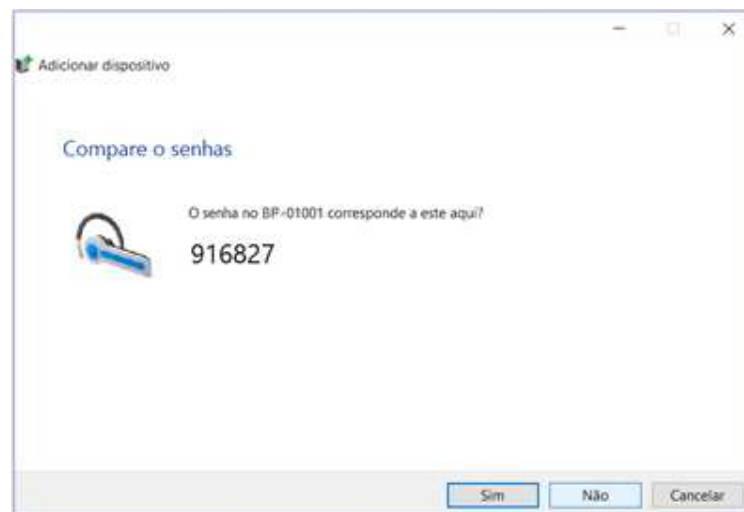 Adicionar dispositivo
Compare o senhas
O senha no BP-01001 corresponde a este aqui?
916827
Sim Não Cancelar